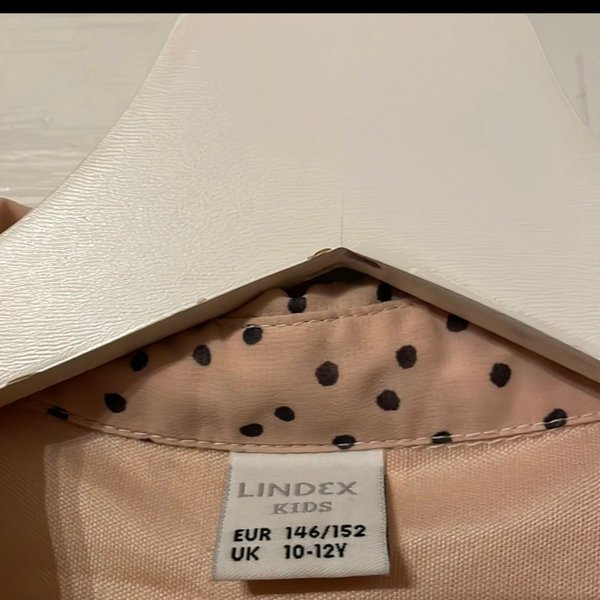 LINDEX
KIDS
EUR 146/152
UK 10-12Y